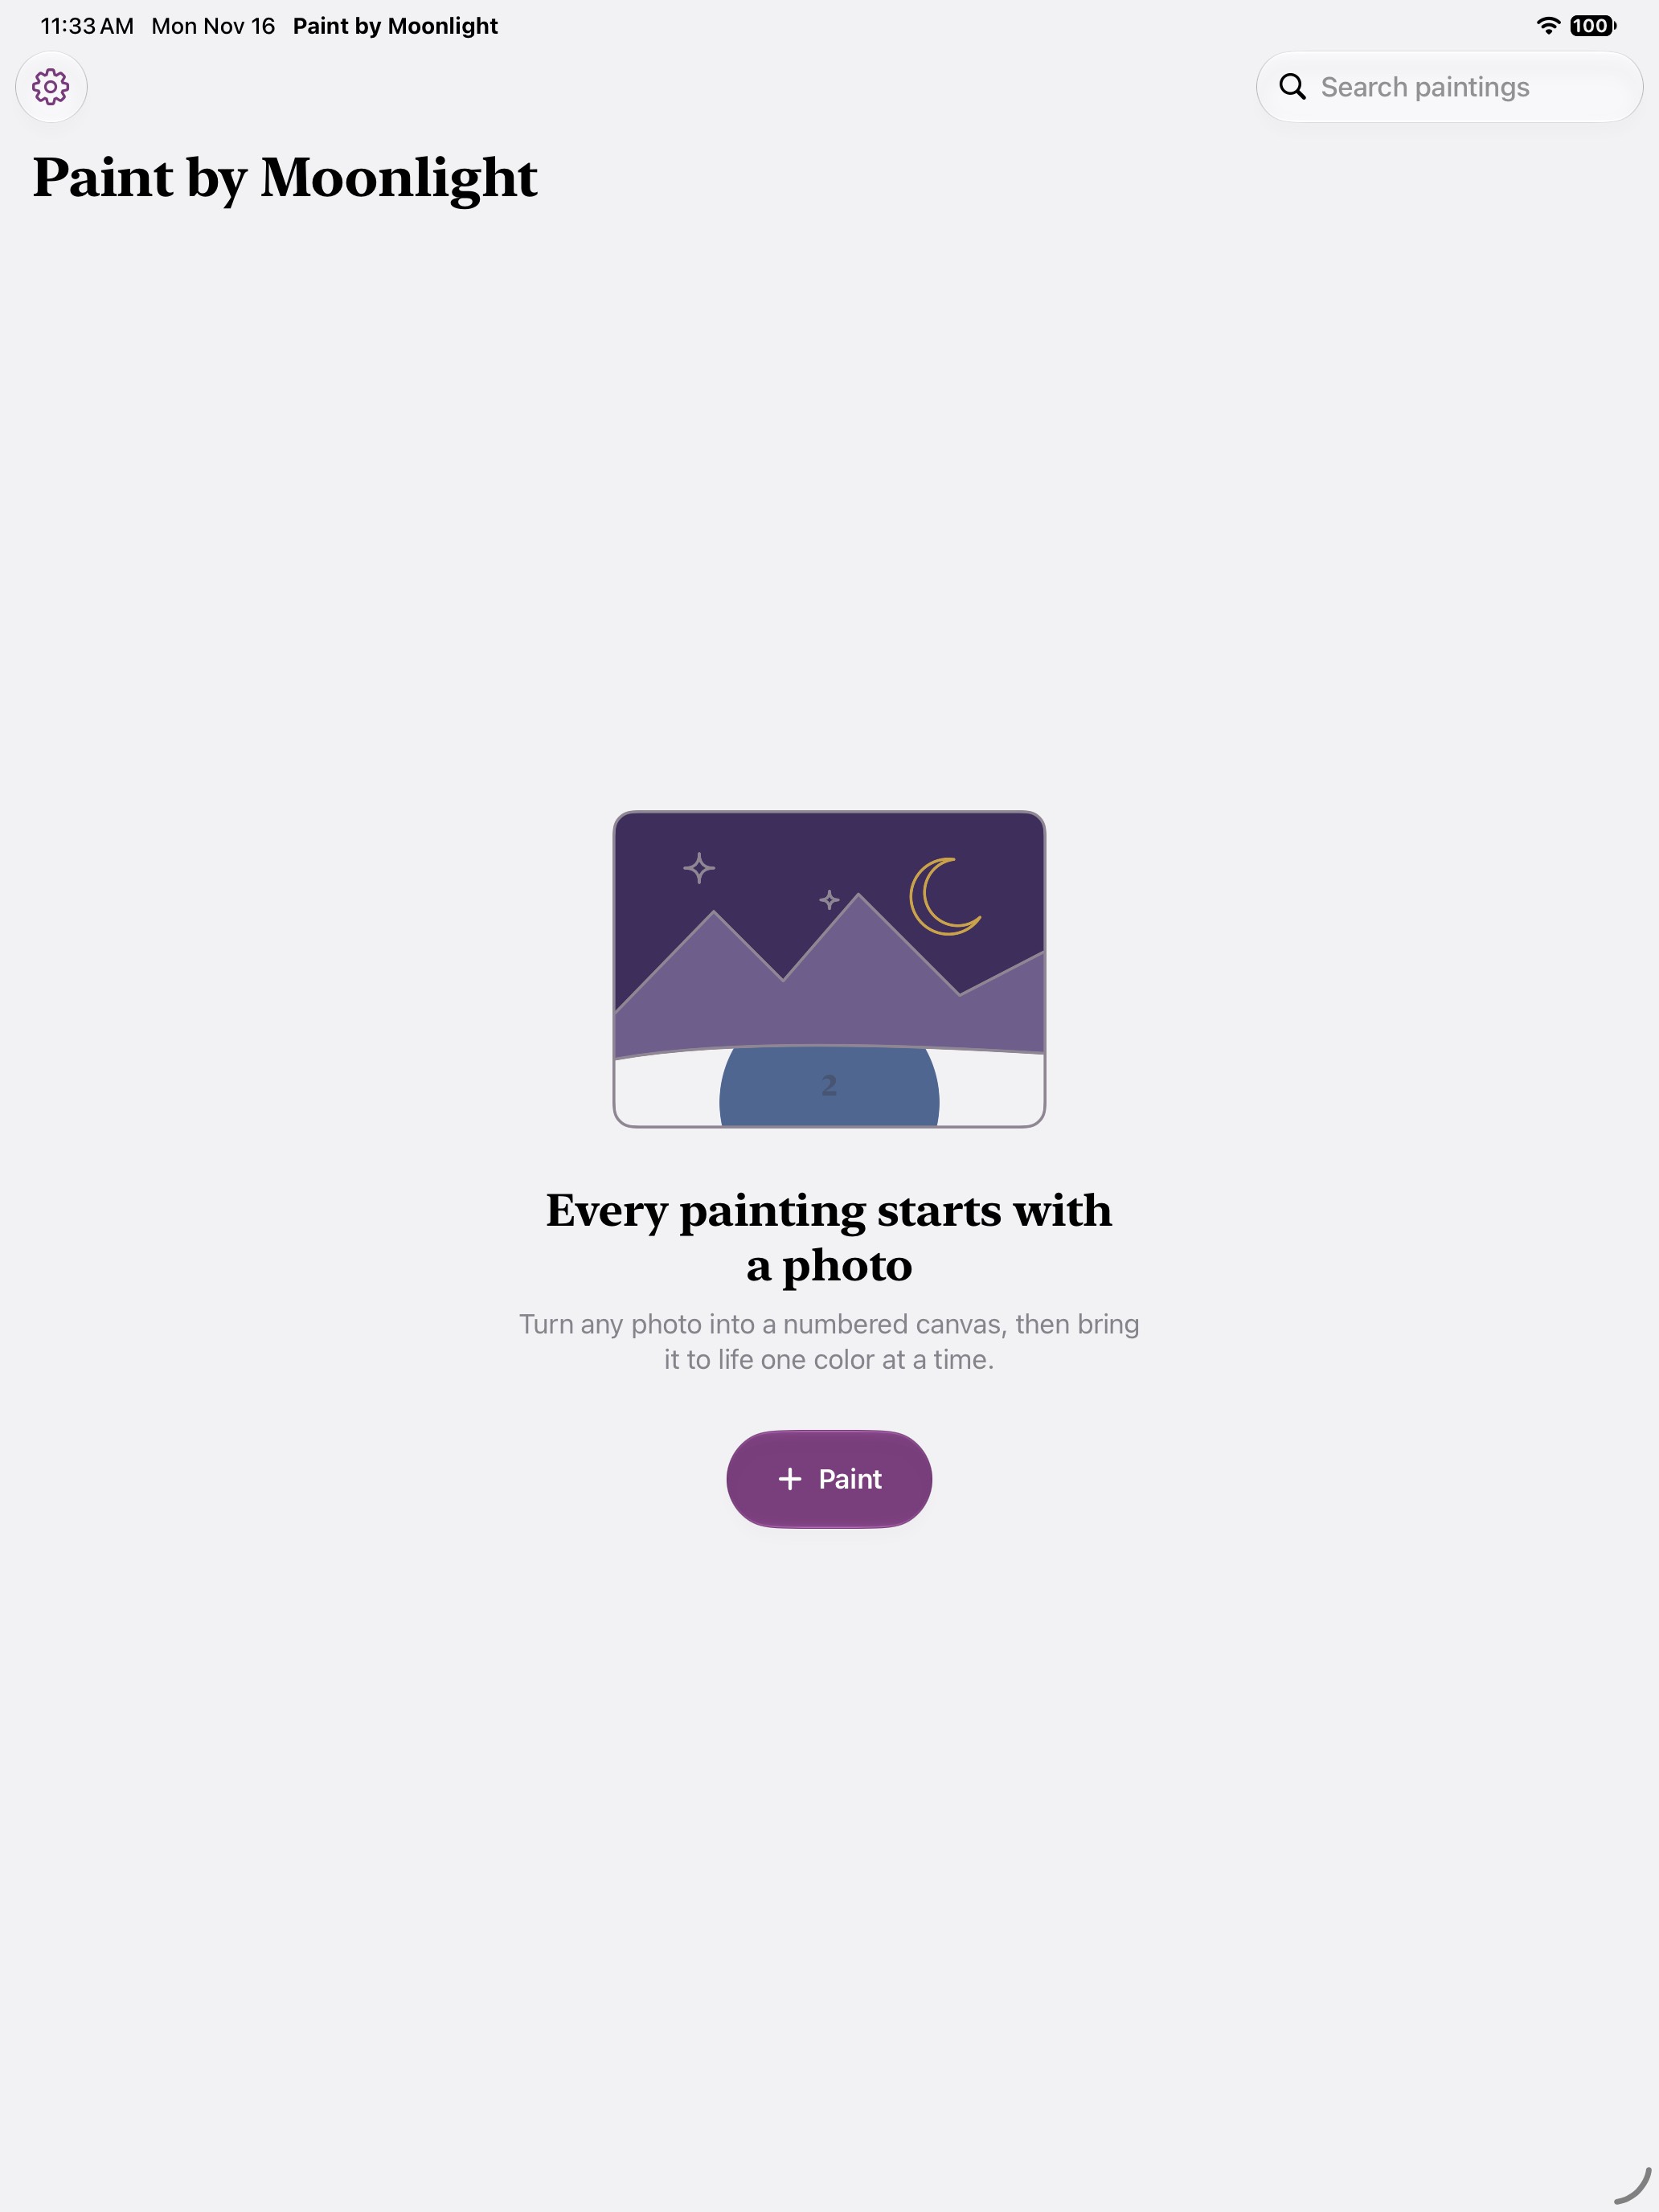 11:33 AM Mon Nov 16 Paint by Moonlight 100
Search paintings
Paint by Moonlight
2
Every painting starts with
a photo
Turn any photo into a numbered canvas, then bring
it to life one color at a time.
+ Paint